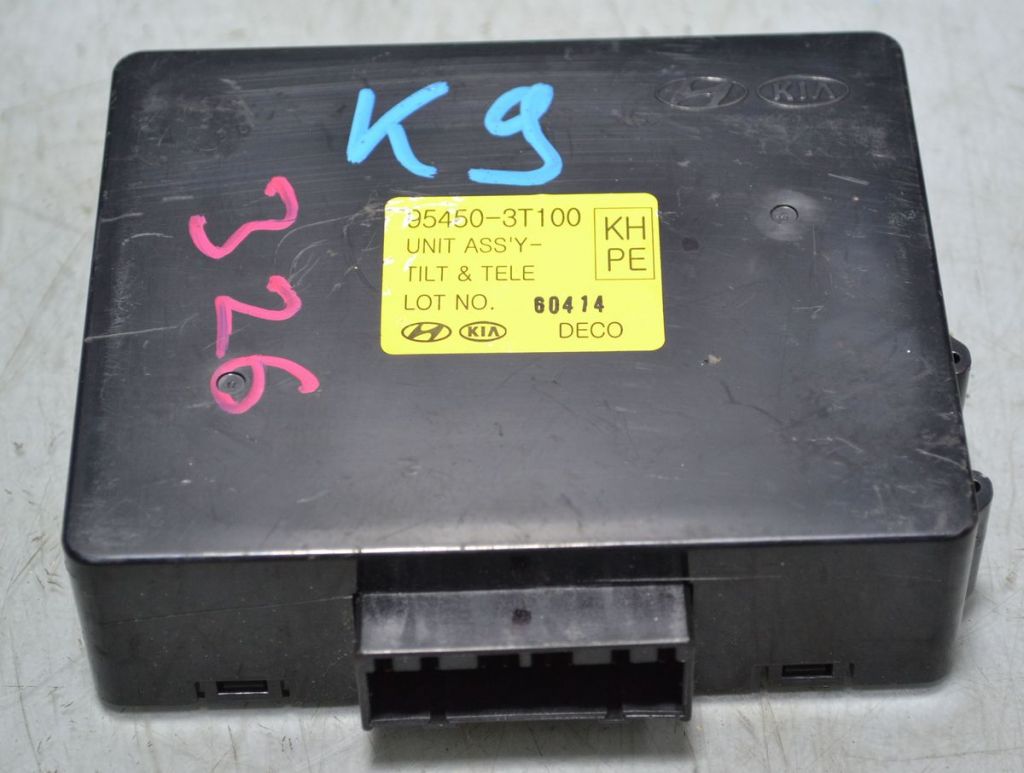 K9
KIA
326
95450-3T100
KH
PE
UNIT ASS'Y-
TILT & TELE
LOT NO. 60414
KIA DECO